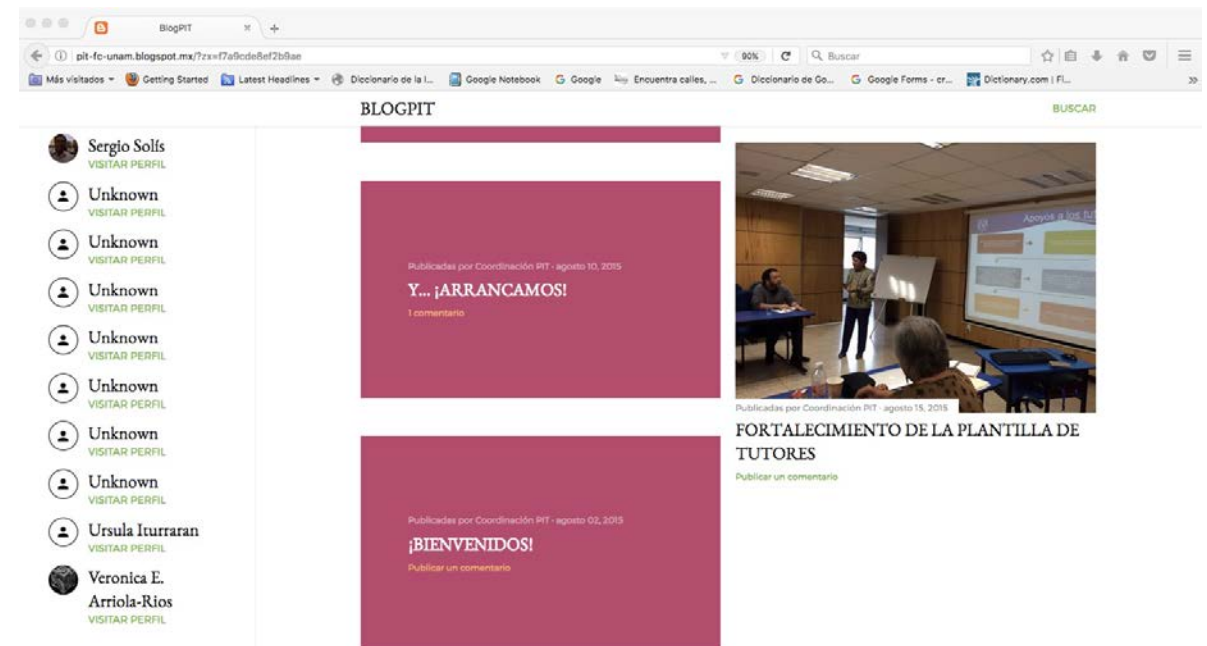 BlogPIT
pit-fc-unam.blogspot.mx/?zx=f7a9cde8ef2b9ae
90%
Buscar
Más visitados
Getting Started
Latest Headlines
Diccionario de la l...
Google Notebook
Google
Encuentra calles, ...
Diccionario de Go...
Google Forms - cr...
Dictionary.com | Fi...
BLOGPIT
BUSCAR
Sergio Solís
VISITAR PERFIL
Unknown
VISITAR PERFIL
Unknown
VISITAR PERFIL
Unknown
VISITAR PERFIL
Unknown
VISITAR PERFIL
Unknown
VISITAR PERFIL
Unknown
VISITAR PERFIL
Unknown
VISITAR PERFIL
Ursula Iturraran
VISITAR PERFIL
Veronica E.
Arriola-Rios
VISITAR PERFIL
Publicadas por Coordinación PIT - agosto 10, 2015
Y... ¡ARRANCAMOS!
1 comentario
Publicadas por Coordinación PIT - agosto 02, 2015
¡BIENVENIDOS!
Publicar un comentario
Apoyos a los tut
Publicadas por Coordinación PIT - agosto 15, 2015
FORTALECIMIENTO DE LA PLANTILLA DE
TUTORES
Publicar un comentario